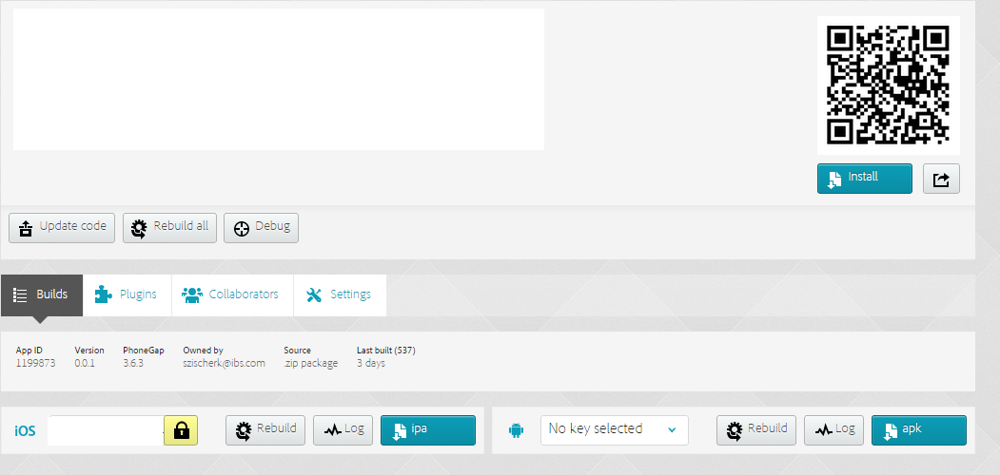 Install
Update code Rebuild all Debug
Builds Plugins Collaborators Settings
App ID Version PhoneGap Owned by Source Last built (537)
1199873 0.0.1 3.6.3 szischerk@ibs.com .zip package 3 days
iOS Rebuild Log ipa No key selected Rebuild Log apk